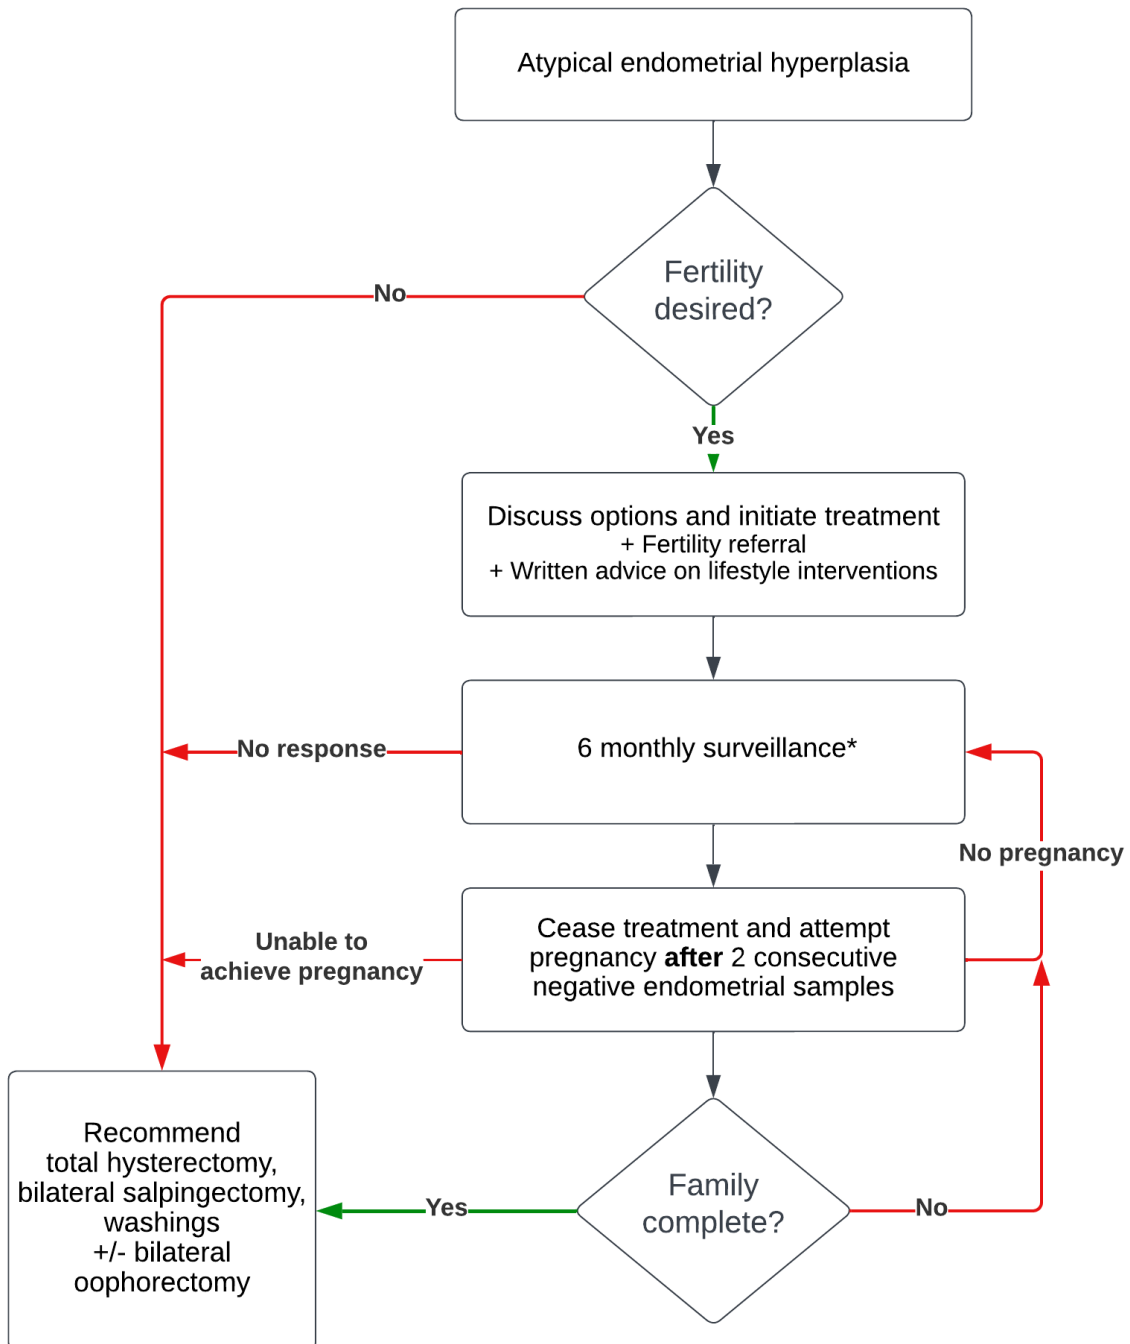 Atypical endometrial hyperplasia
Fertility
desired?
No
Yes
Discuss options and initiate treatment
+ Fertility referral
+ Written advice on lifestyle interventions
6 monthly surveillance*
No response
No pregnancy
Cease treatment and attempt
pregnancy after 2 consecutive
negative endometrial samples
Unable to
achieve pregnancy
Family
complete?
Yes
No
Recommend
total hysterectomy,
bilateral salpingectomy,
washings
+/- bilateral
oophorectomy